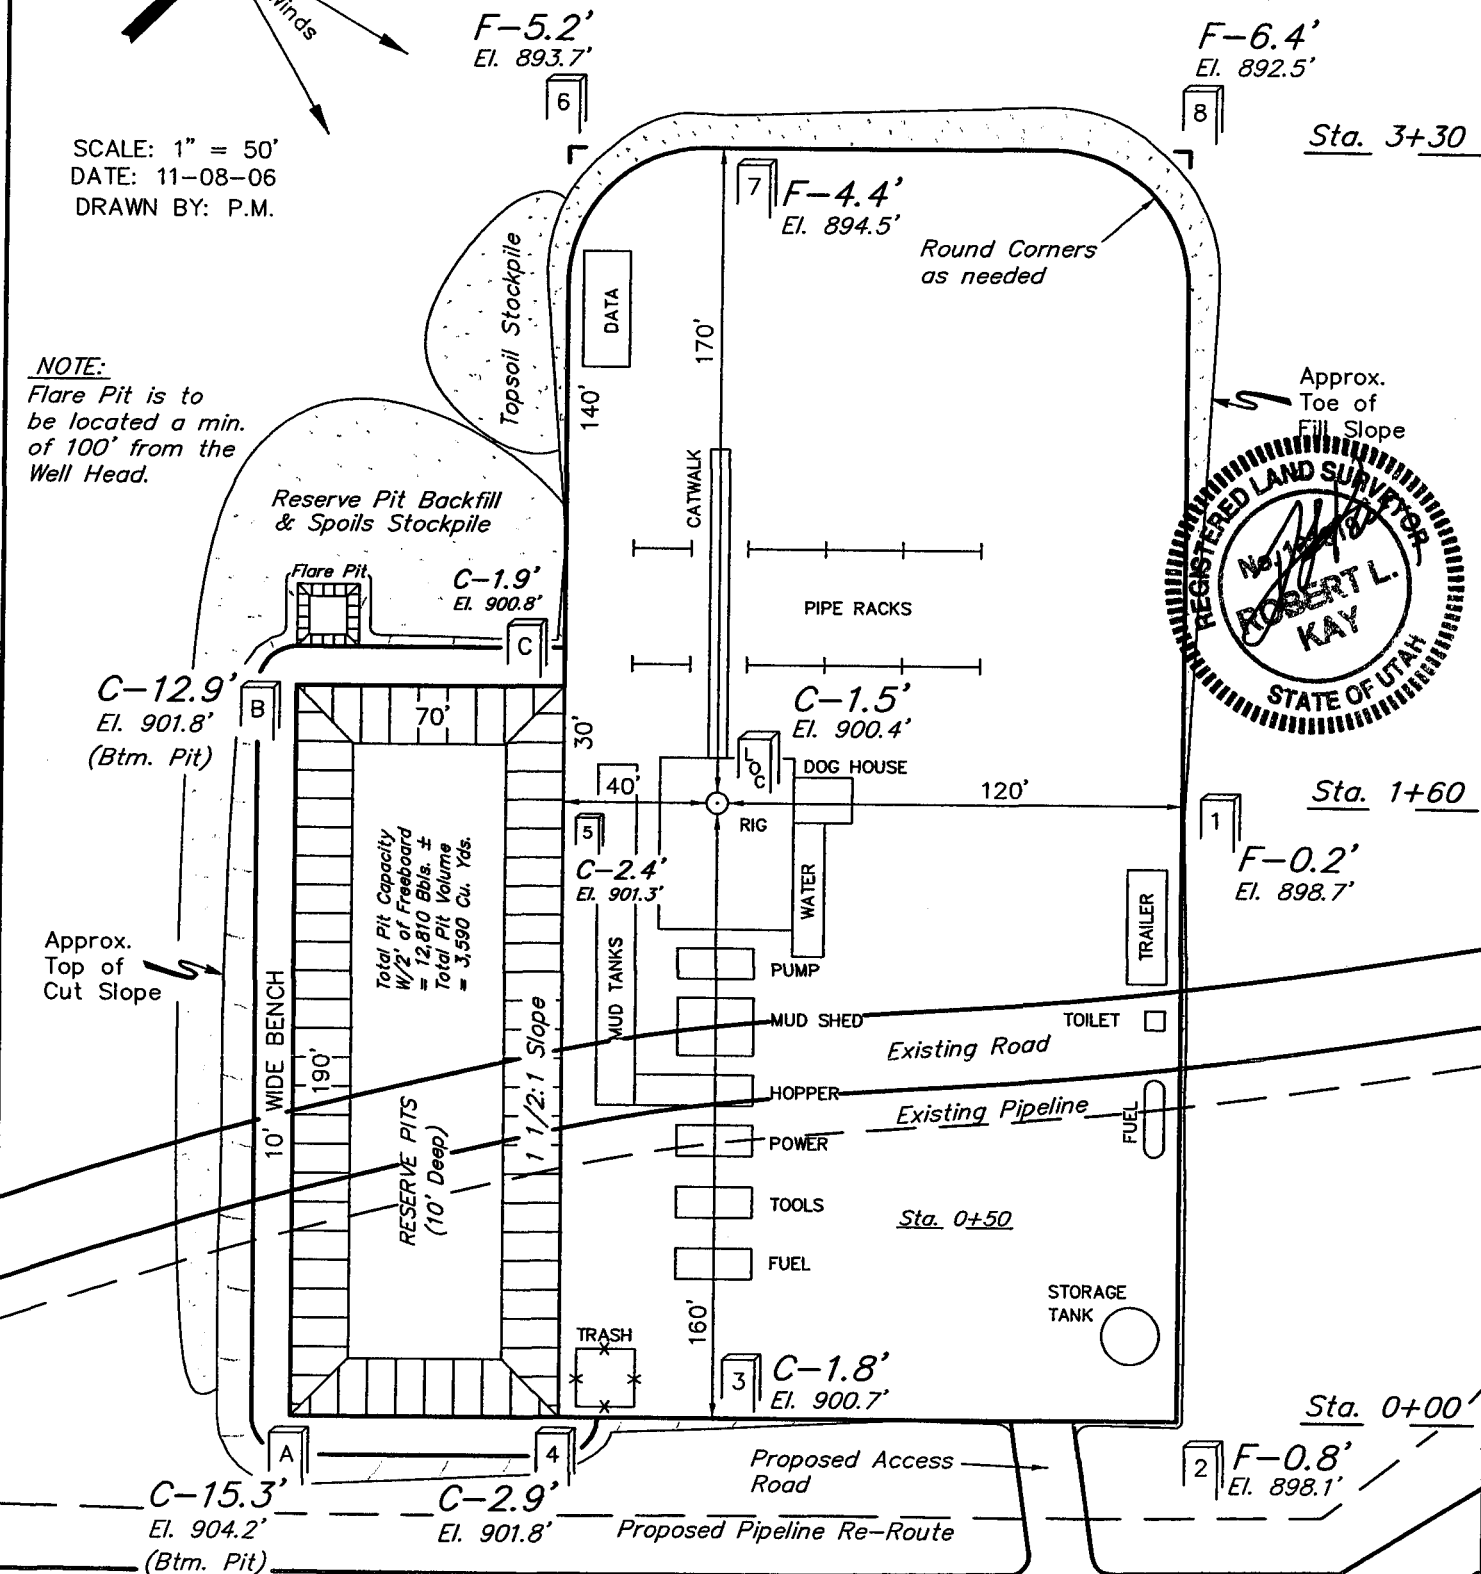 Winds
F-5.2'
El. 893.7'
6
F-6.4'
El. 892.5'
8
SCALE: 1" = 50'
DATE: 11-08-06
DRAWN BY: P.M.
Sta. 3+30
7
F-4.4'
El. 894.5'
Round Corners
as needed
Topsoil Stockpile
DATA
170'
140'
NOTE:
Flare Pit is to
be located a min.
of 100' from the
Well Head.
Approx.
Toe of
Fill Slope
REGISTERED LAND SURVEYOR
ROBERT L.
KAY
STATE OF UTAH
CATWALK
Reserve Pit Backfill
& Spoils Stockpile
Flare Pit
C-1.9'
El. 900.8'
C
PIPE RACKS
C-12.9'
El. 901.8'
(Btm. Pit)
B
70'
30'
C-1.5'
El. 900.4'
LOC
DOG HOUSE
40'
120'
RIG
Sta. 1+60
1
F-0.2'
El. 898.7'
5
C-2.4'
El. 901.3'
Total Pit Capacity
W/2' of Freeboard
= 12,810 Bbls. ±
Total Pit Volume
= 3,590 Cu. Yds.
WATER
TRAILER
Approx.
Top of
Cut Slope
MUD TANKS
PUMP
MUD SHED
TOILET
Existing Road
10' WIDE BENCH
190'
1 1/2:1 Slope
HOPPER
Existing Pipeline
FUEL
RESERVE PITS
(10' Deep)
POWER
TOOLS
Sta. 0+50
FUEL
STORAGE
TANK
160'
TRASH
3
C-1.8'
El. 900.7'
Sta. 0+00'
A
4
2
F-0.8'
El. 898.1'
Proposed Access
Road
C-15.3'
El. 904.2'
(Btm. Pit)
C-2.9'
El. 901.8'
Proposed Pipeline Re-Route